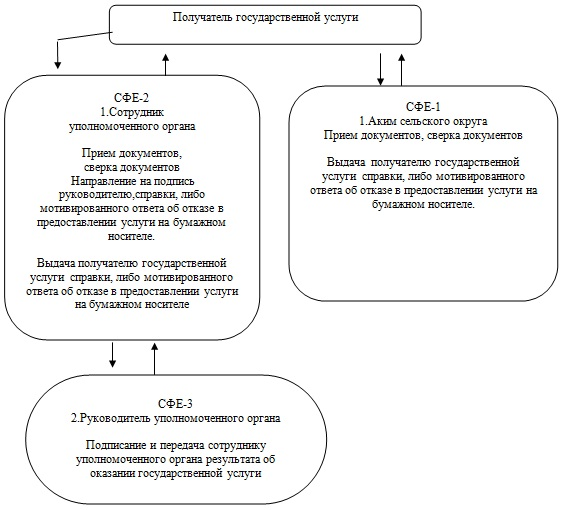 Получатель государственной услуги
СФЕ-2
1.Сотрудник
уполномоченного органа
Прием документов,
сверка документов
Направление на подпись
руководителю,справки, либо
мотивированного ответа об отказе в
предоставлении услуги на бумажном
носителе.
Выдача получателю государственной
услуги справки, либо мотивированного
ответа об отказе в предоставлении услуги
на бумажном носителе
СФЕ-1
1.Аким сельского округа
Прием документов, сверка документов
Выдача получателю государственной
услуги справки, либо мотивированного
ответа об отказе в предоставлении услуги на
бумажном носителе.
СФЕ-3
2.Руководитель уполномоченного органа
Подписание и передача сотруднику
уполномоченного органа результата об
оказании государственной услуги